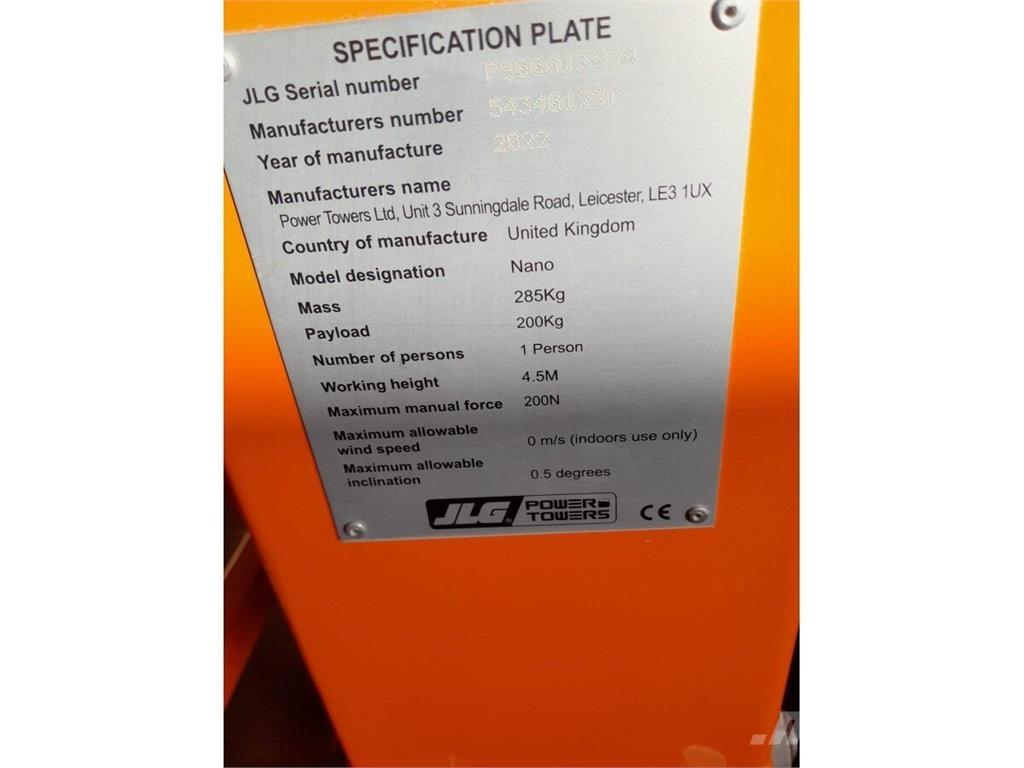 SPECIFICATION PLATE
JLG Serial number
Manufacturers number
Year of manufacture 2022
Manufacturers name
Power Towers Ltd, Unit 3 Sunningdale Road, Leicester, LE3 1UX
Country of manufacture United Kingdom
Model designation Nano
Mass 285Kg
Payload 200Kg
Number of persons 1 Person
Working height 4.5M
Maximum manual force 200N
Maximum allowable
wind speed 0 m/s (indoors use only)
Maximum allowable
inclination 0.5 degrees
JLG POWER TOWERS CE